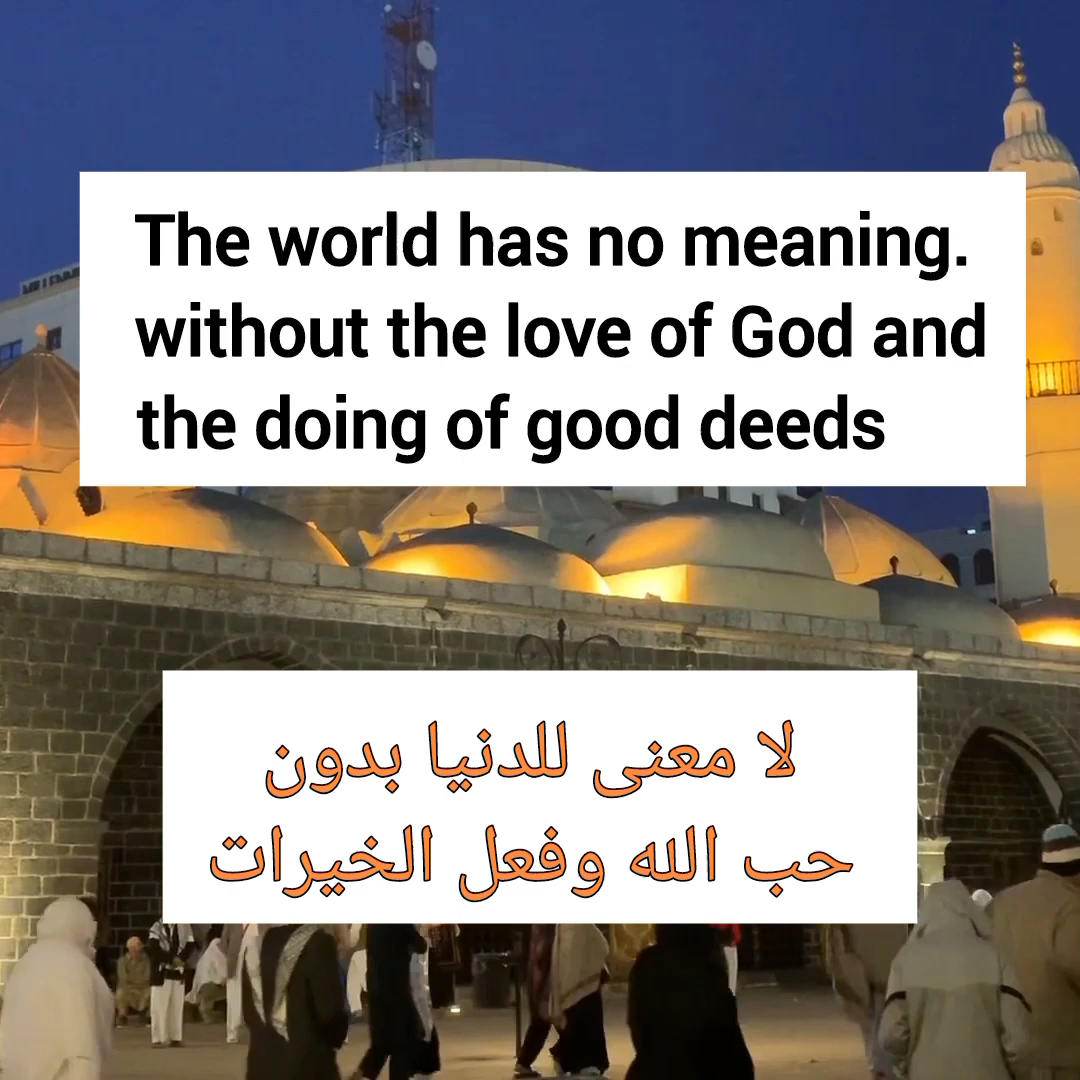 The world has no meaning.
without the love of God and
the doing of good deeds
لا معنى للدنيا بدون
حب الله وفعل الخيرات